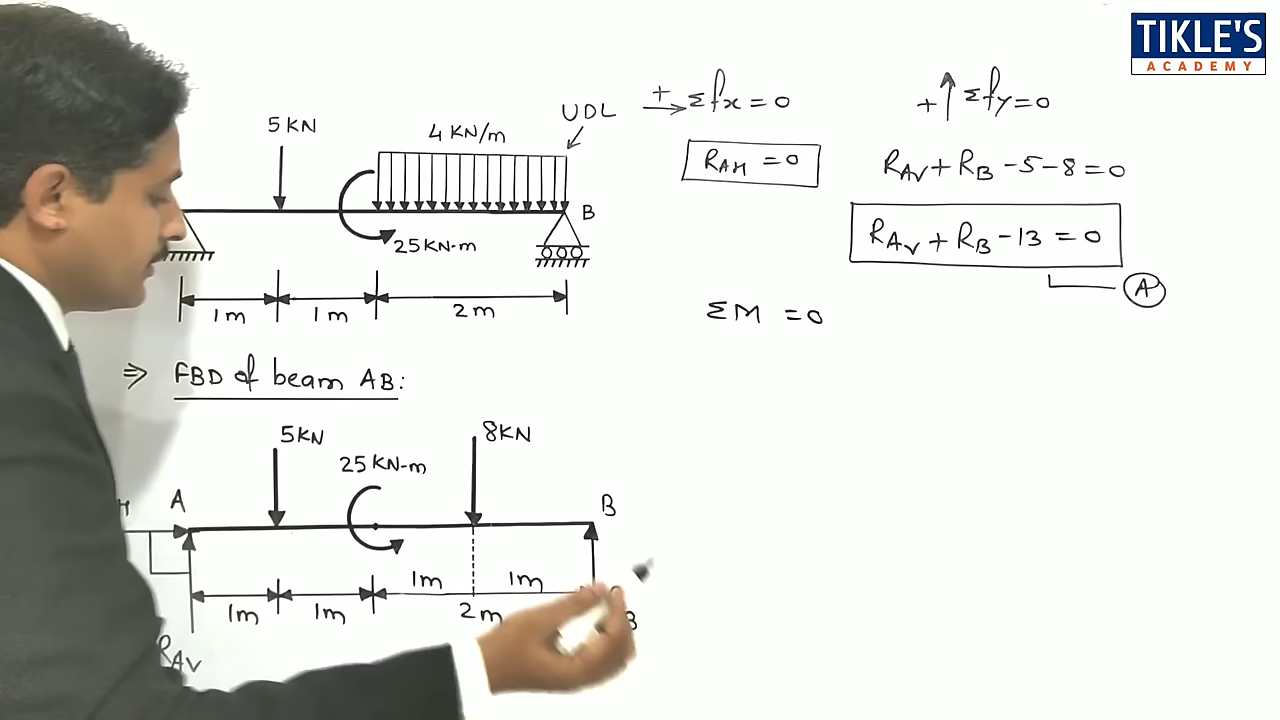 TIKLE'S
ACADEMY
UDL
5 KN
4 KN/m
B
25 KN-m
1m
1m
2m
⇒ FBD of beam AB:
5KN
8KN
25 KN-m
A
B
1m
1m
1m
1m
2m
RAV
+ → Σfx = 0
RAH = 0
+ ↑ Σfy = 0
RAV + RB - 5 - 8 = 0
RAV + RB - 13 = 0
A
ΣM = 0